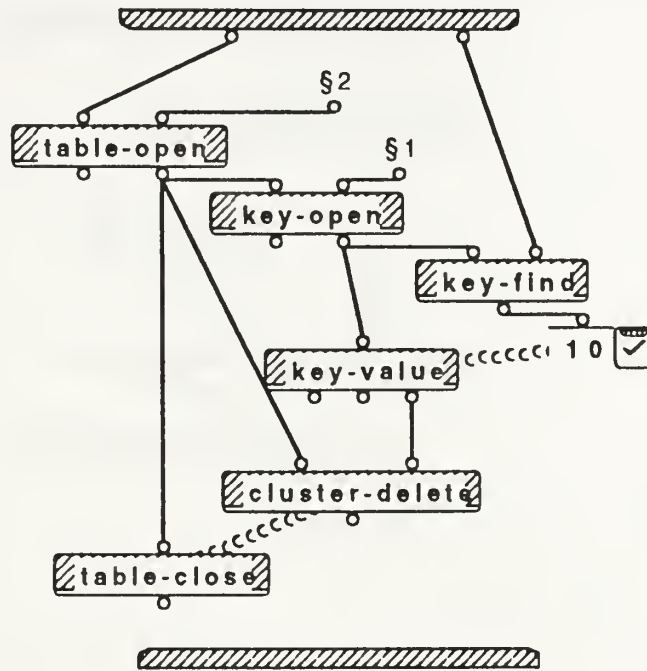 §2
table-open
§1
key-open
key-find
10
key-value
cluster-delete
table-close